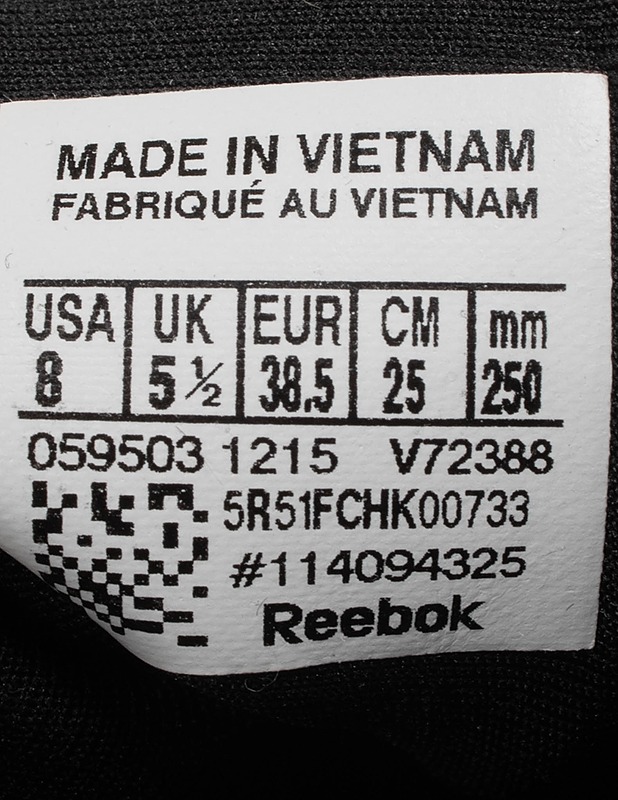 MADE IN VIETNAM
FABRIQUÉ AU VIETNAM
USA UK EUR CM mm
8 5 ½ 38.5 25 250
059503 1215 V72388
5R51FCHK00733
#114094325
Reebok